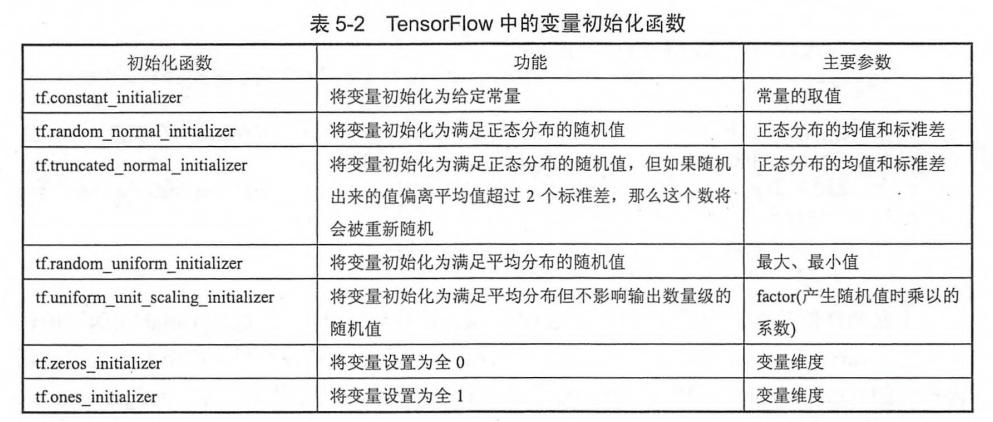 表 5-2 TensorFlow 中的变量初始化函数
初始化函数 功能 主要参数
tf.constant_initializer 将变量初始化为给定常量 常量的取值
tf.random_normal_initializer 将变量初始化为满足正态分布的随机值 正态分布的均值和标准差
tf.truncated_normal_initializer 将变量初始化为满足正态分布的随机值，但如果随机 正态分布的均值和标准差
出来的值偏离平均值超过 2 个标准差，那么这个数将
会被重新随机
tf.random_uniform_initializer 将变量初始化为满足平均分布的随机值 最大、最小值
tf.uniform_unit_scaling_initializer 将变量初始化为满足平均分布但不影响输出数量级的 factor(产生随机值时乘以的
随机值 系数)
tf.zeros_initializer 将变量设置为全 0 变量维度
tf.ones_initializer 将变量设置为全 1 变量维度